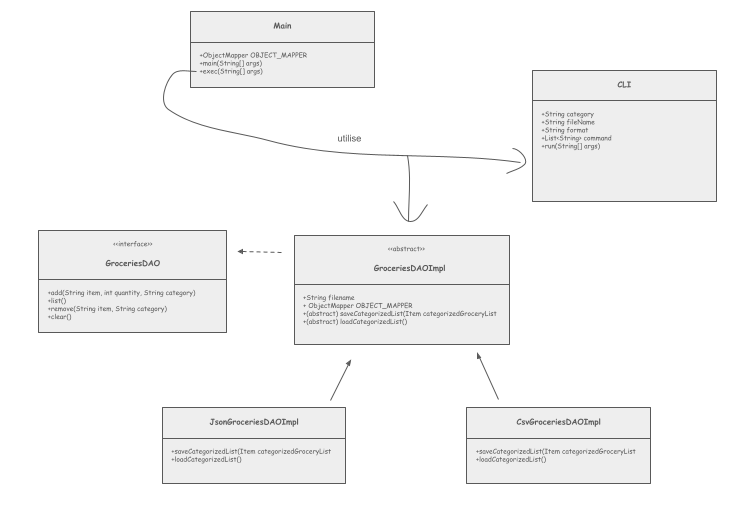 Main
+ObjectMapper OBJECT_MAPPER
+main(String[] args)
+exec(String[] args)
CLI
+String category
+String fileName
+String format
+List<String> command
+run(String[] args)
utilise
<<interface>>
GroceriesDAO
+add(String item, int quantity, String category)
+list()
+remove(String item, String category)
+clear()
<<abstract>>
GroceriesDAOImpl
+String filename
+ ObjectMapper OBJECT_MAPPER
+(abstract) saveCategorizedList(Item categorizedGroceryList
+(abstract) loadCategorizedList()
JsonGroceriesDAOImpl
+saveCategorizedList(Item categorizedGroceryList
+loadCategorizedList()
CsvGroceriesDAOImpl
+saveCategorizedList(Item categorizedGroceryList
+loadCategorizedList()